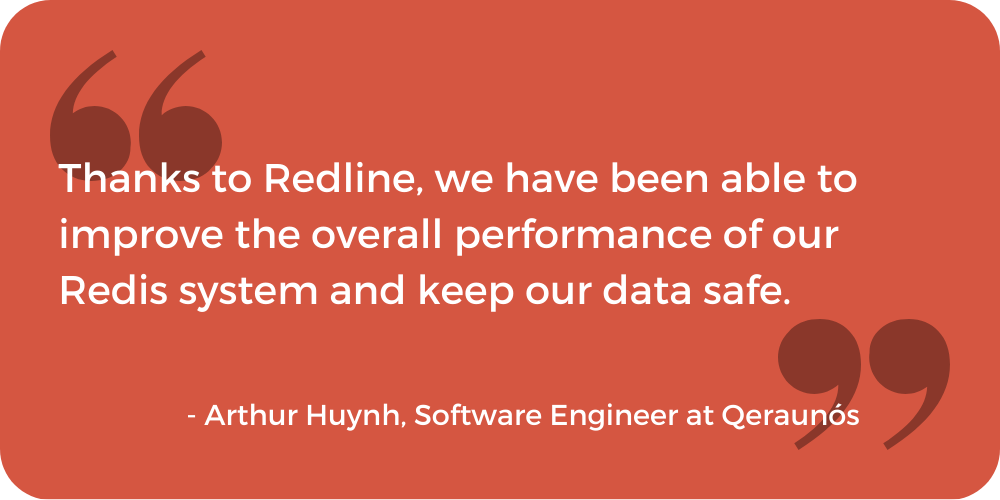 Thanks to Redline, we have been able to
improve the overall performance of our
Redis system and keep our data safe.
- Arthur Huynh, Software Engineer at Qeraunós